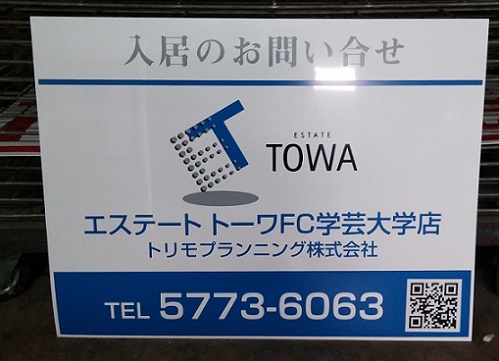 入居のお問い合せ
ESTATE
TOWA
エステート トーワFC学芸大学店
トリモプランニング株式会社
TEL 5773-6063